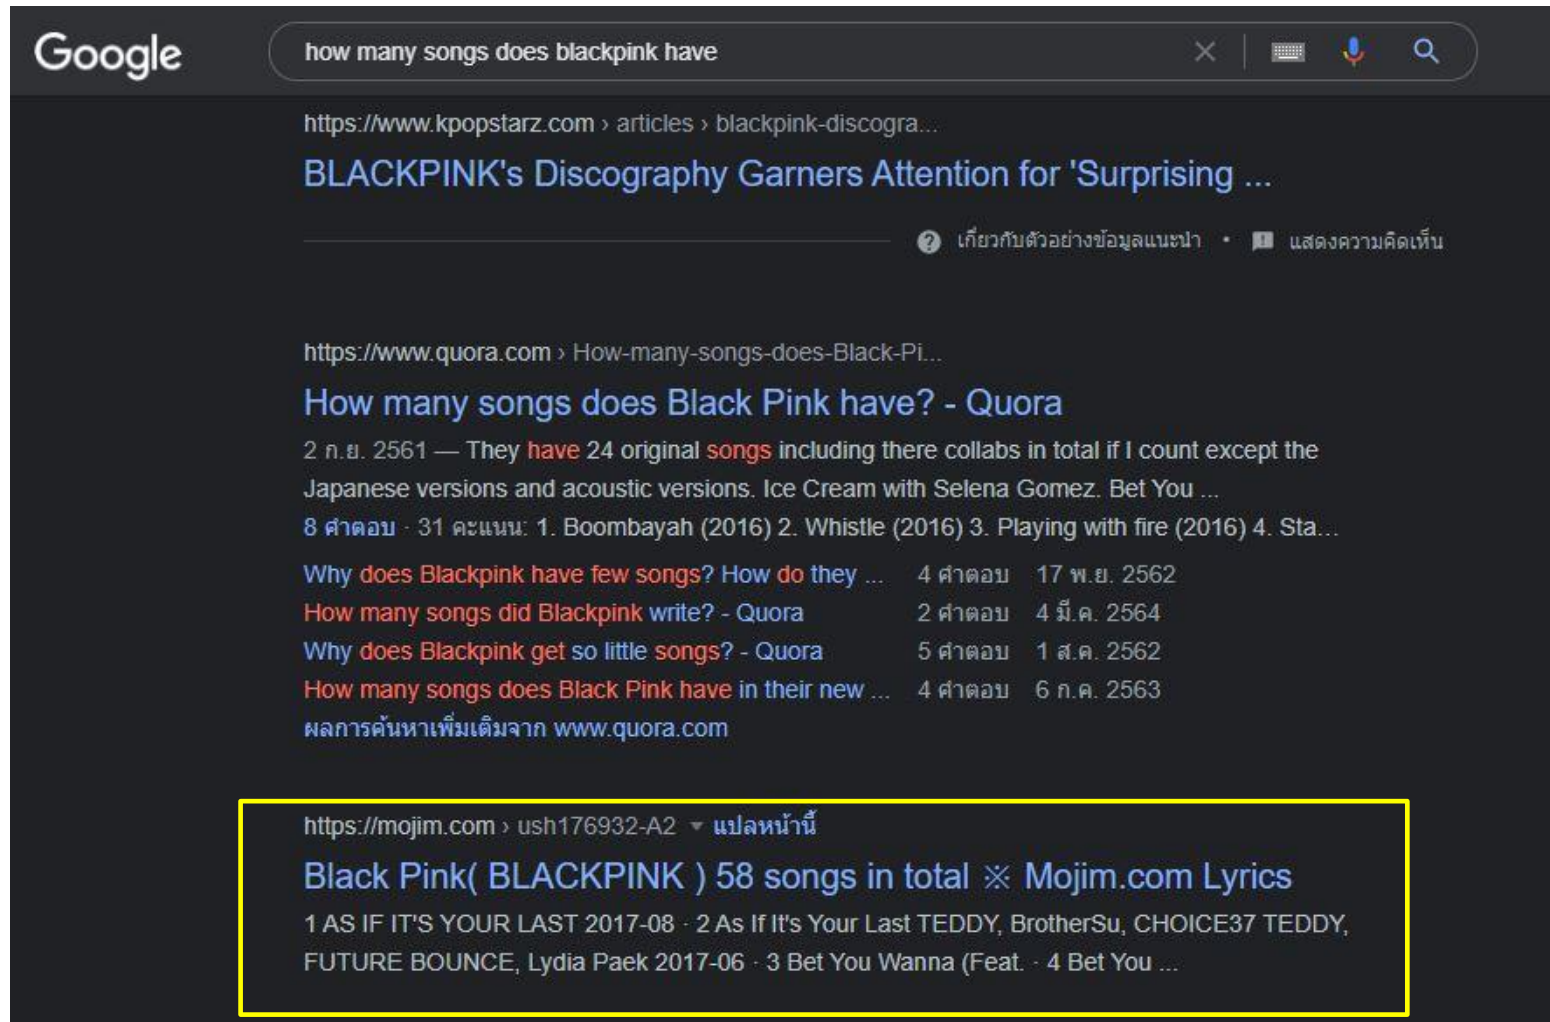 Google
how many songs does blackpink have
https://www.kpopstarz.com › articles › blackpink-discogra...
BLACKPINK's Discography Garners Attention for 'Surprising ...
เกี่ยวกับตัวอย่างข้อมูลแนะนำ • แสดงความคิดเห็น
https://www.quora.com › How-many-songs-does-Black-Pi...
How many songs does Black Pink have? - Quora
2 ก.ย. 2561 — They have 24 original songs including there collabs in total if I count except the
Japanese versions and acoustic versions. Ice Cream with Selena Gomez. Bet You ...
8 คำตอบ · 31 คะแนน: 1. Boombayah (2016) 2. Whistle (2016) 3. Playing with fire (2016) 4. Sta...
Why does Blackpink have few songs? How do they ... 4 คำตอบ 17 พ.ย. 2562
How many songs did Blackpink write? - Quora 2 คำตอบ 4 มี.ค. 2564
Why does Blackpink get so little songs? - Quora 5 คำตอบ 1 ส.ค. 2562
How many songs does Black Pink have in their new ... 4 คำตอบ 6 ก.ค. 2563
ผลการค้นหาเพิ่มเติมจาก www.quora.com
https://mojim.com › ush176932-A2 ▾ แปลหน้านี้
Black Pink( BLACKPINK ) 58 songs in total ※ Mojim.com Lyrics
1 AS IF IT'S YOUR LAST 2017-08 · 2 As If It's Your Last TEDDY, BrotherSu, CHOICE37 TEDDY,
FUTURE BOUNCE, Lydia Paek 2017-06 · 3 Bet You Wanna (Feat. · 4 Bet You ...